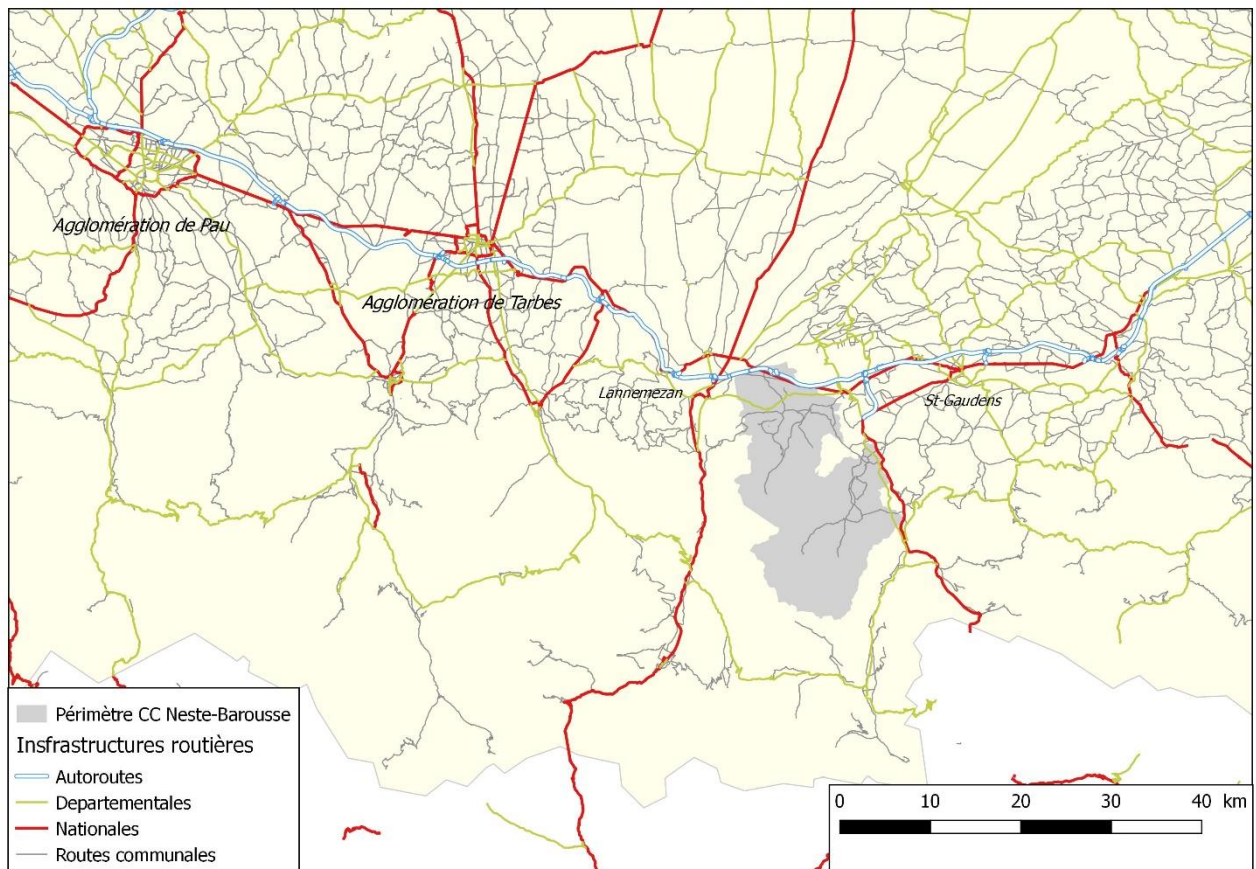 Agglomération de Pau
Agglomération de Tarbes
Lannemezan
St-Gaudens
Périmètre CC Neste-Barousse
Insfrastructures routières
Autoroutes
Departementales
Nationales
Routes communales
0 10 20 30 40 km